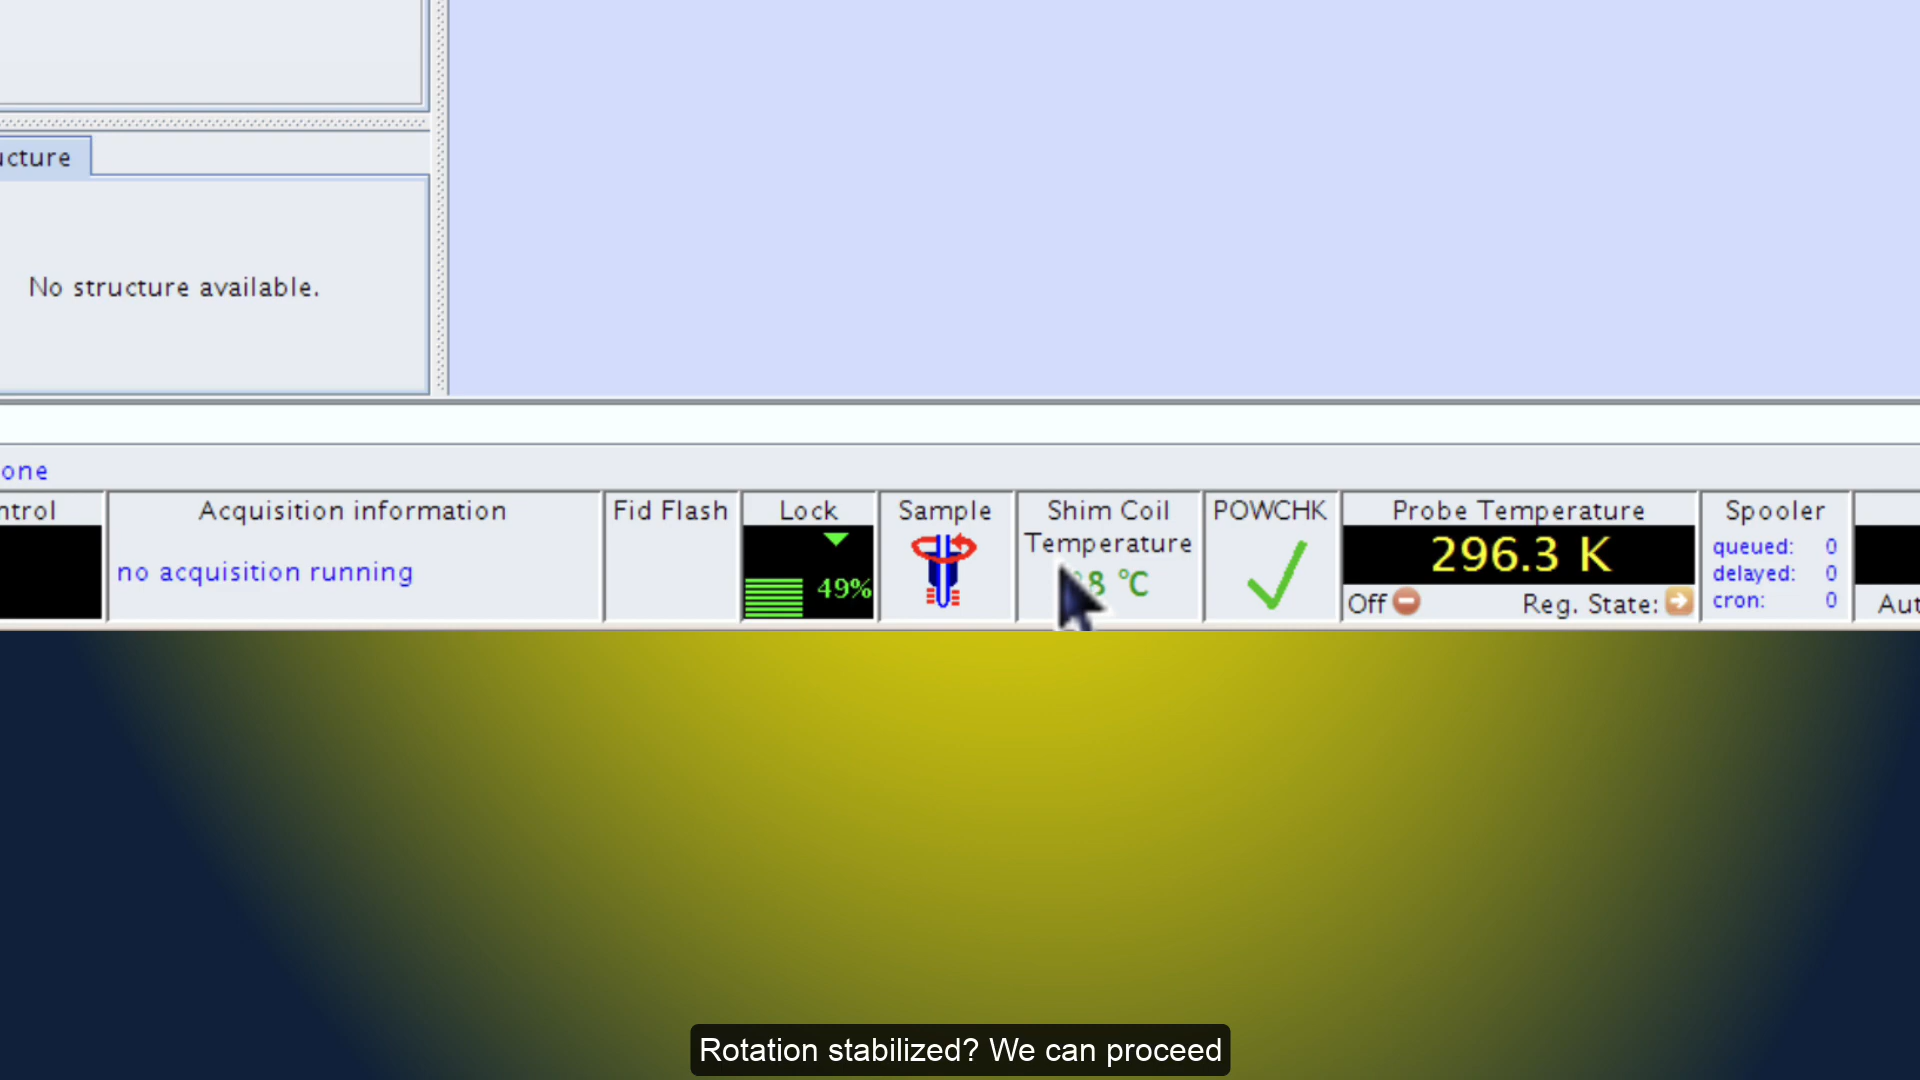 ucture
No structure available.
one
ntrol
Acquisition information
no acquisition running
Fid Flash
Lock
49%
Sample
Shim Coil
Temperature
8 °C
POWCHK
Probe Temperature
296.3 K
Off
Reg. State:
Spooler
queued: 0
delayed: 0
cron: 0
Aut
Rotation stabilized? We can proceed